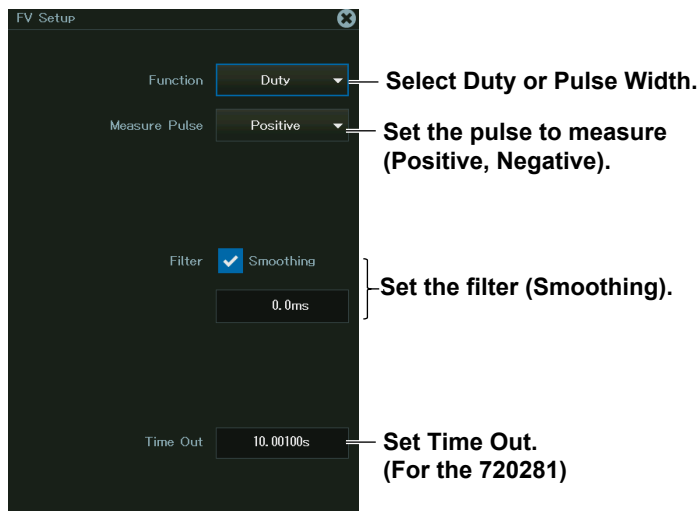 FV Setup
Function Duty
Select Duty or Pulse Width.
Measure Pulse Positive
Set the pulse to measure
(Positive, Negative).
Filter Smoothing
0.0ms
Set the filter (Smoothing).
Time Out 10.00100s
Set Time Out.
(For the 720281)